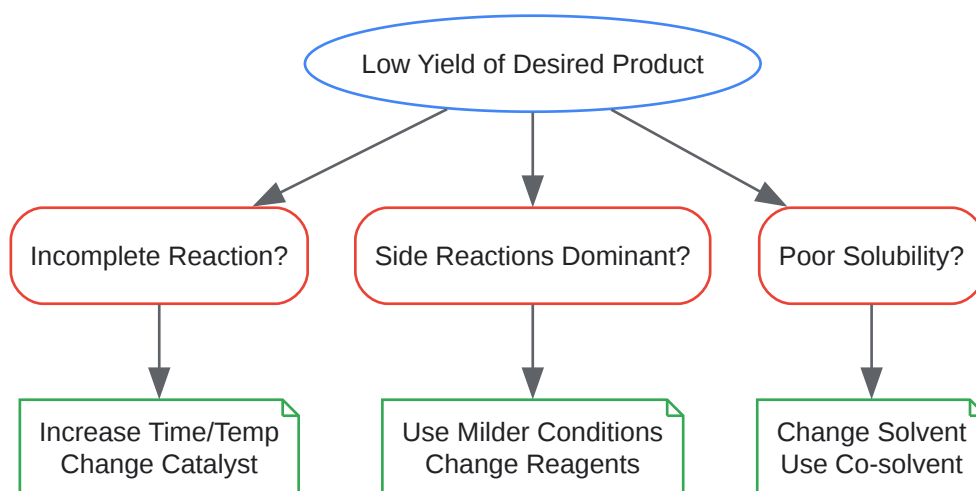 Low Yield of Desired Product
Incomplete Reaction?
Side Reactions Dominant?
Poor Solubility?
Increase Time/Temp
Change Catalyst
Use Milder Conditions
Change Reagents
Change Solvent
Use Co-solvent